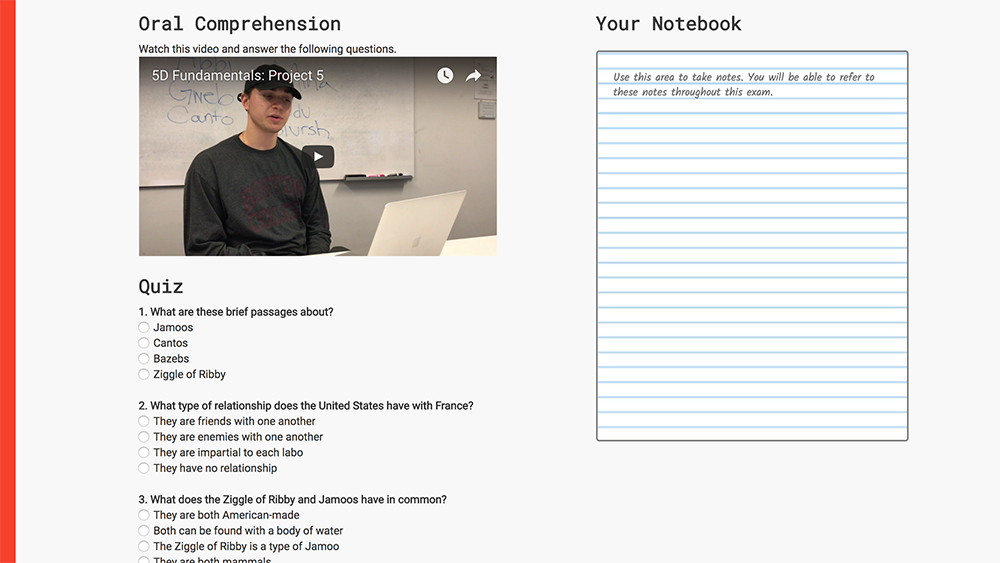 Oral Comprehension
Watch this video and answer the following questions.
5D Fundamentals: Project 5
Gweb
Canto
Quiz
1. What are these brief passages about?
Jamoos
Cantos
Bazebs
Ziggle of Ribby
2. What type of relationship does the United States have with France?
They are friends with one another
They are enemies with one another
They are impartial to each labo
They have no relationship
3. What does the Ziggle of Ribby and Jamoos have in common?
They are both American-made
Both can be found with a body of water
The Ziggle of Ribby is a type of Jamoo
They are both mammals
Your Notebook
Use this area to take notes. You will be able to refer to
these notes throughout this exam.